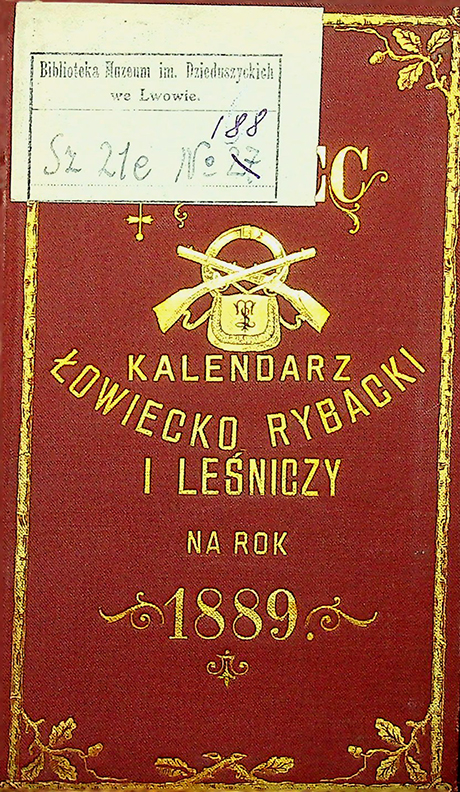 Biblioteka Muzeum im. Dzieduszyckich
we Lwowie.
188
Sz 21e No 27
KALENDARZ
ŁOWIECKO RYBACKI
I LEŚNICZY
NA ROK
1889.